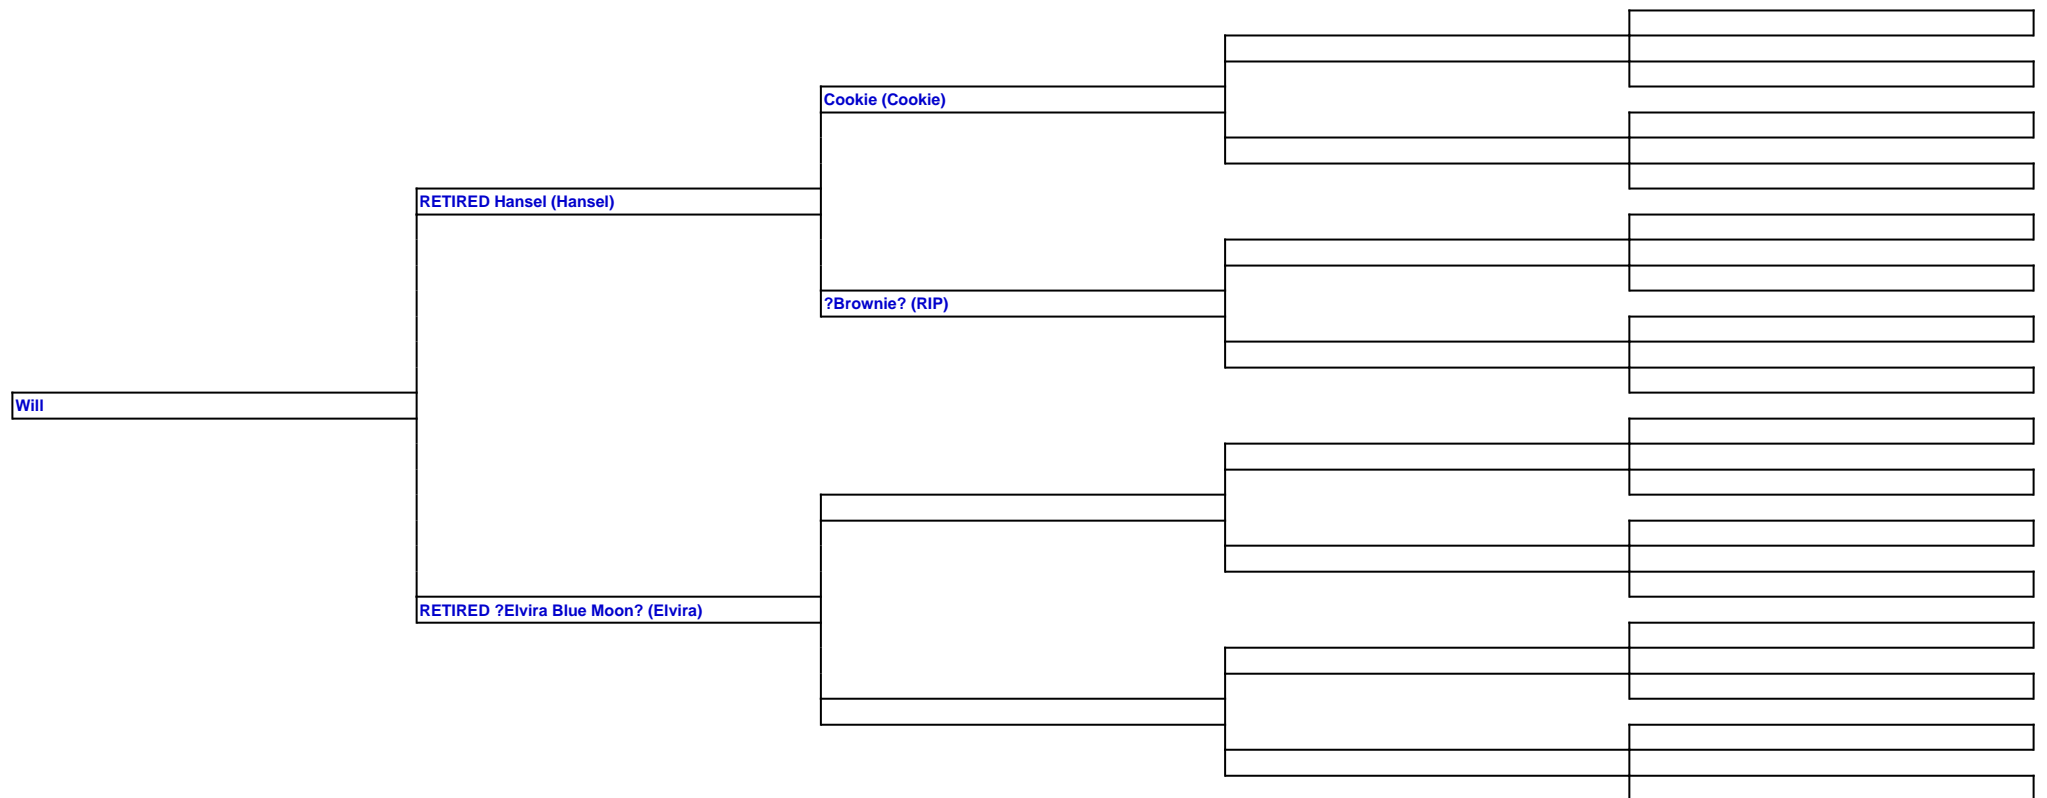 Cookie (Cookie)
RETIRED Hansel (Hansel)
?Brownie? (RIP)
Will
RETIRED ?Elvira Blue Moon? (Elvira)